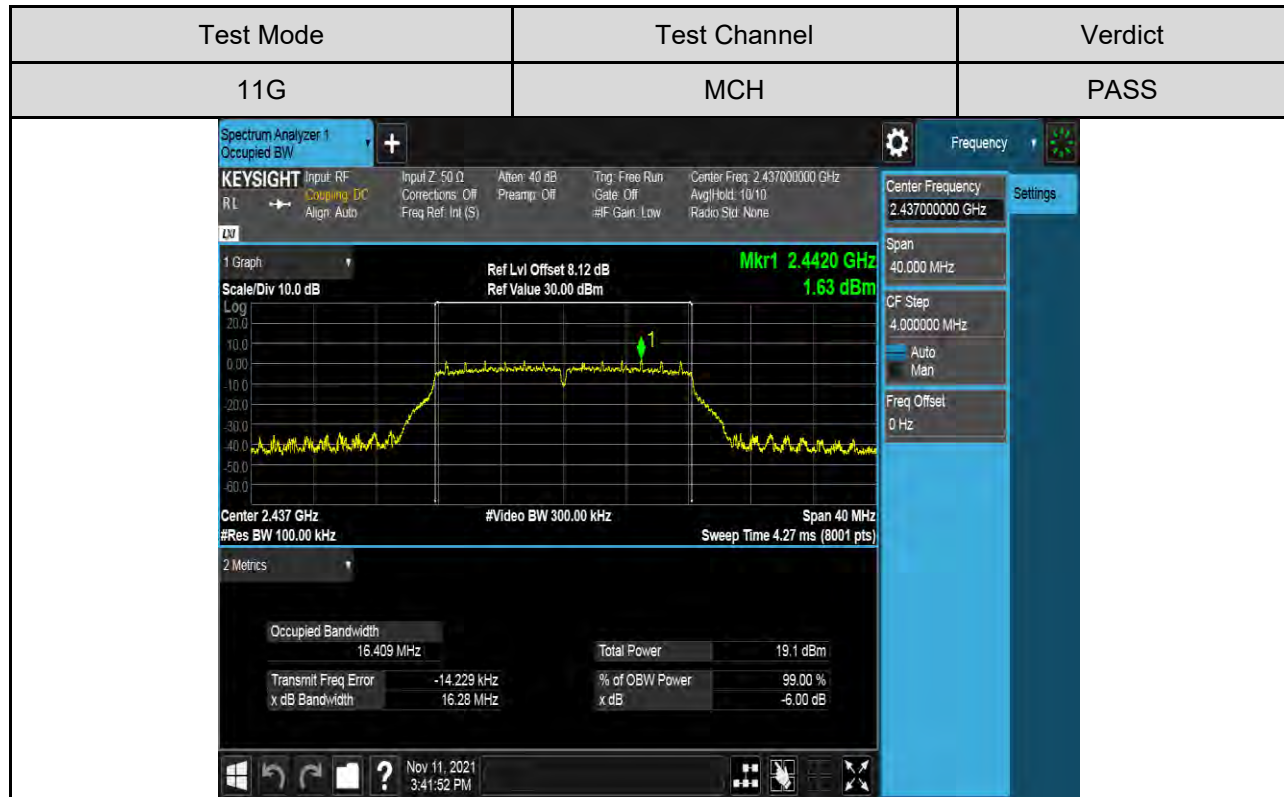 Test Mode Test Channel Verdict
11G MCH PASS
Spectrum Analyzer 1
Occupied BW
+
Frequency
KEYSIGHT Input: RF Input Z: 50 Ω Atten: 40 dB Trig: Free Run Center Freq: 2.437000000 GHz
RL Coupling: DC Corrections: Off Preamp: Off Gate: Off Avg|Hold: 10/10
Align: Auto Freq Ref: Int (S) #IF Gain: Low Radio Std: None
LXI
Center Frequency
2.437000000 GHz
Settings
Span
40.000 MHz
CF Step
4.000000 MHz
Auto
Man
Freq Offset
0 Hz
1 Graph
Scale/Div 10.0 dB
Ref Lvl Offset 8.12 dB
Ref Value 30.00 dBm
Mkr1 2.4420 GHz
1.63 dBm
Log
20.0
10.0
0.00
-10.0
-20.0
-30.0
-40.0
-50.0
-60.0
1
Center 2.437 GHz #Video BW 300.00 kHz Span 40 MHz
#Res BW 100.00 kHz Sweep Time 4.27 ms (8001 pts)
2 Metrics
Occupied Bandwidth
16.409 MHz Total Power 19.1 dBm
Transmit Freq Error -14.229 kHz % of OBW Power 99.00 %
x dB Bandwidth 16.28 MHz x dB -6.00 dB
?
Nov 11, 2021
3:41:52 PM